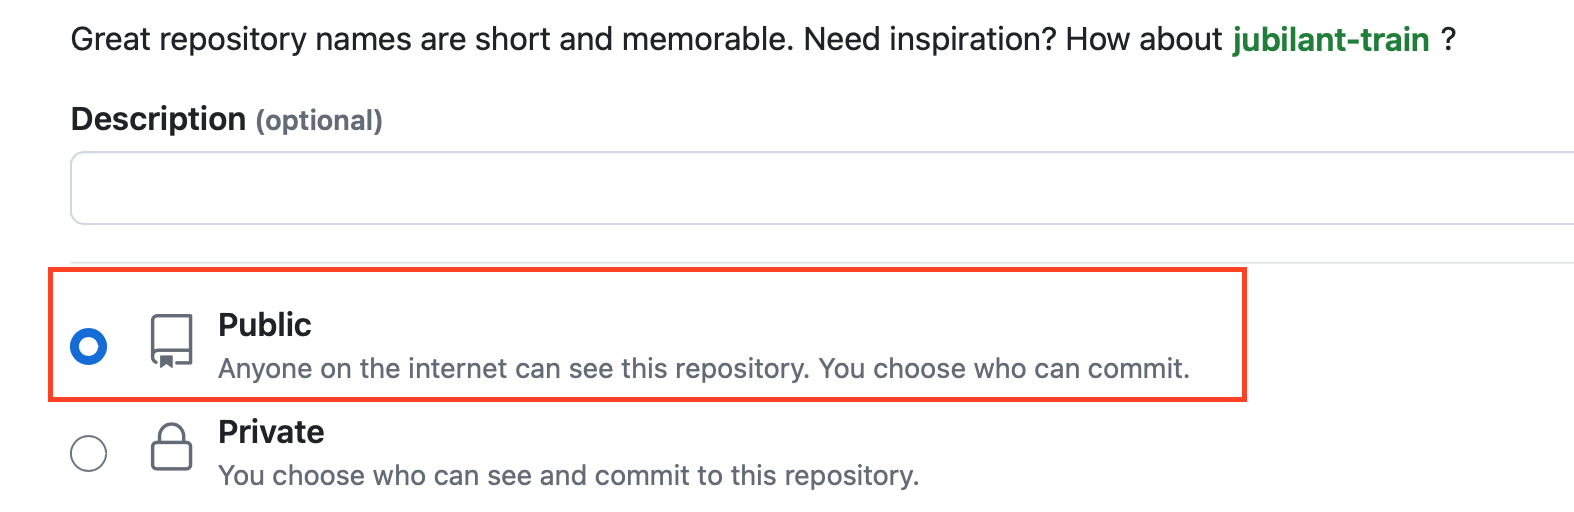 Great repository names are short and memorable. Need inspiration? How about jubilant-train ?
Description (optional)
Public
Anyone on the internet can see this repository. You choose who can commit.
Private
You choose who can see and commit to this repository.